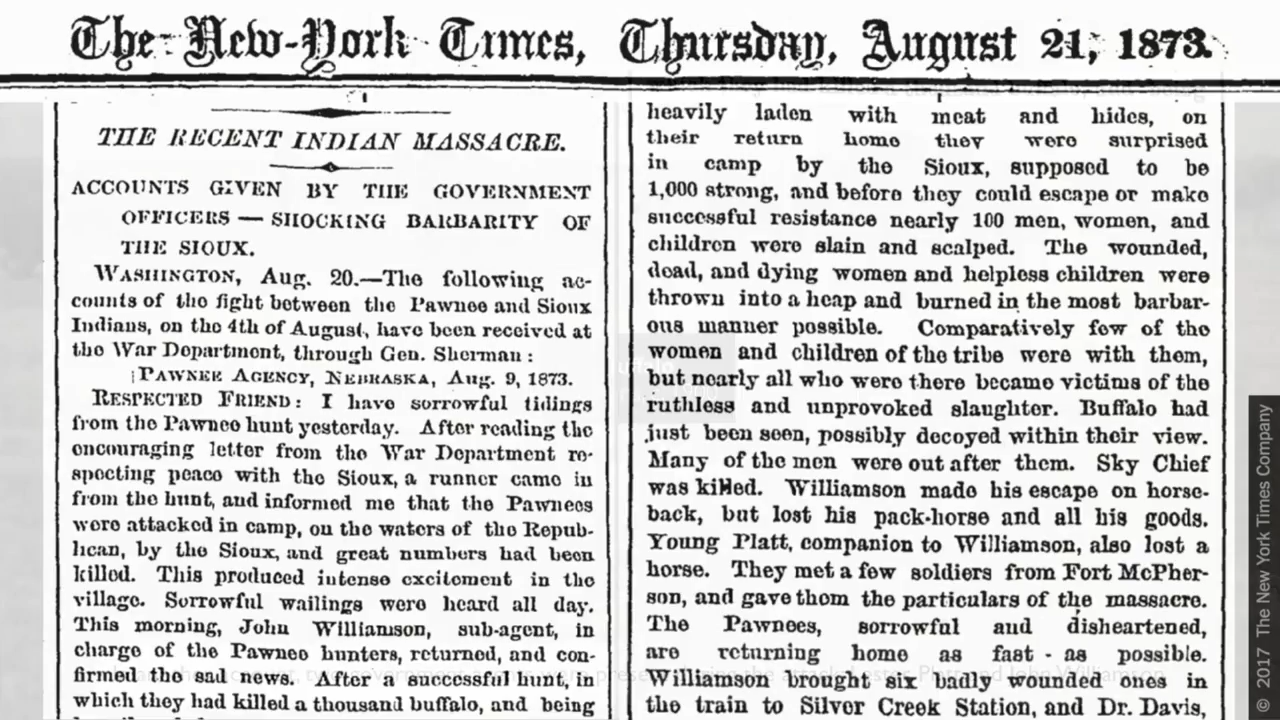 The New-York Times, Thursday, August 21, 1873.
THE RECENT INDIAN MASSACRE.
ACCOUNTS GIVEN BY THE GOVERNMENT
OFFICERS — SHOCKING BARBARITY OF
THE SIOUX.
WASHINGTON, Aug. 20.—The following ac-
counts of the fight between the Pawnee and Sioux
Indians, on the 4th of August, have been received at
the War Department, through Gen. Sherman:
PAWNEE AGENCY, NEBRASKA, Aug. 9, 1873.
RESPECTED FRIEND: I have sorrowful tidings
from the Pawnee hunt yesterday. After reading the
encouraging letter from the War Department re-
specting peace with the Sioux, a runner came in
from the hunt, and informed me that the Pawnees
were attacked in camp, on the waters of the Repub-
lican, by the Sioux, and great numbers had been
killed. This produced intense excitement in the
village. Sorrowful wailings were heard all day.
This morning, John Williamson, sub-agent, in
charge of the Pawnee hunters, returned, and con-
firmed the sad news. After a successful hunt, in
which they had killed a thousand buffalo, and being
heavily laden with meat and hides, on
their return home they were surprised
in camp by the Sioux, supposed to be
1,000 strong, and before they could escape or make
successful resistance nearly 100 men, women, and
children were slain and scalped. The wounded,
dead, and dying women and helpless children were
thrown into a heap and burned in the most barbar-
ous manner possible. Comparatively few of the
women and children of the tribe were with them,
but nearly all who were there became victims of the
ruthless and unprovoked slaughter. Buffalo had
just been seen, possibly decoyed within their view.
Many of the men were out after them. Sky Chief
was killed. Williamson made his escape on horse-
back, but lost his pack-horse and all his goods.
Young Platt, companion to Williamson, also lost a
horse. They met a few soldiers from Fort McPher-
son, and gave them the particulars of the massacre.
The Pawnees, sorrowful and disheartened,
are returning home as fast - as possible.
Williamson brought six badly wounded ones in
the train to Silver Creek Station, and Dr. Davis,
© 2017 The New York Times Company